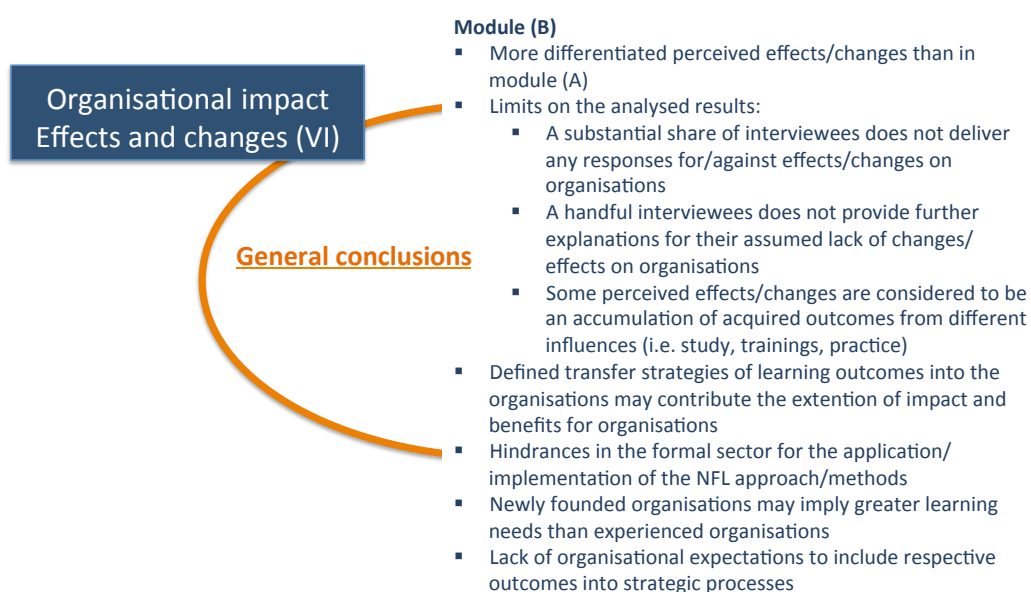 Organisational impact
Effects and changes (VI)
General conclusions
Module (B)
▪ More differentiated perceived effects/changes than in
module (A)
▪ Limits on the analysed results:
▪ A substantial share of interviewees does not deliver
any responses for/against effects/changes on
organisations
▪ A handful interviewees does not provide further
explanations for their assumed lack of changes/
effects on organisations
▪ Some perceived effects/changes are considered to be
an accumulation of acquired outcomes from different
influences (i.e. study, trainings, practice)
▪ Defined transfer strategies of learning outcomes into the
organisations may contribute the extention of impact and
benefits for organisations
▪ Hindrances in the formal sector for the application/
implementation of the NFL approach/methods
▪ Newly founded organisations may imply greater learning
needs than experienced organisations
▪ Lack of organisational expectations to include respective
outcomes into strategic processes